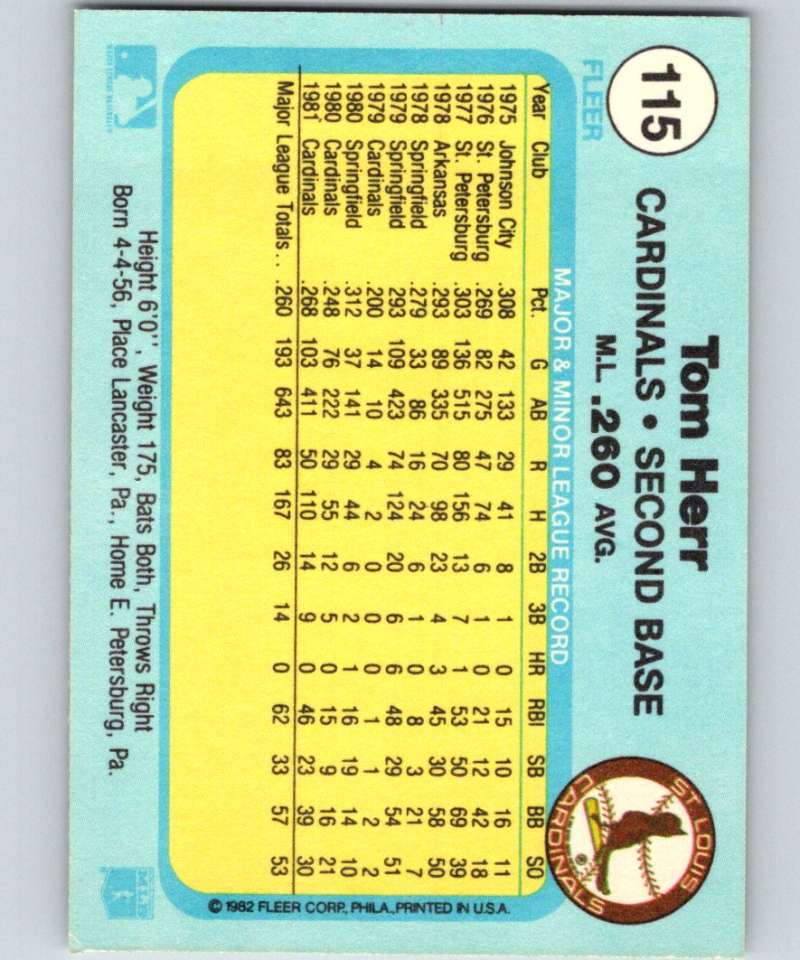 115
FLEER
Tom Herr
CARDINALS • SECOND BASE
M.L. .260 AVG.
ST. LOUIS CARDINALS
MAJOR & MINOR LEAGUE RECORD
Year Club Pct. G AB R H 2B 3B HR RBI SB BB SO
1975 Johnson City .308 42 133 29 41 8 1 0 15 10 16 11
1976 St. Petersburg .269 82 275 47 74 6 1 0 21 12 42 18
1977 St. Petersburg .303 136 515 80 156 13 7 1 53 50 69 39
1978 Arkansas .293 89 335 70 98 23 4 3 45 30 58 50
1978 Springfield .279 33 86 16 24 6 1 0 8 3 21 7
1979 Springfield .293 109 423 74 124 20 6 6 48 29 54 51
1979 Cardinals .200 14 10 4 2 0 0 0 1 1 2 2
1980 Springfield .312 37 141 29 44 6 2 1 16 19 14 10
1980 Cardinals .248 76 222 29 55 12 5 0 15 9 16 21
1981 Cardinals .268 103 411 50 110 14 9 0 46 23 39 30
Major League Totals . . .260 193 643 83 167 26 14 0 62 33 57 53
© 1982 FLEER CORP., PHILA., PRINTED IN U.S.A.
Height 6'0", Weight 175, Bats Both, Throws Right
Born 4-4-56, Place Lancaster, Pa., Home E. Petersburg, Pa.